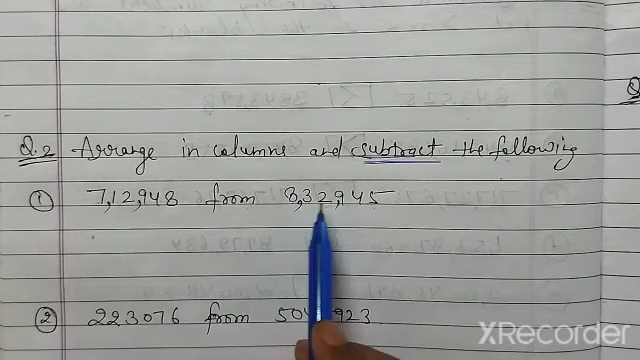 Q.2 Arrange in columns and subtract the following
① 7,12,948 from 8,32,945
② 223076 from 923
XRecorder